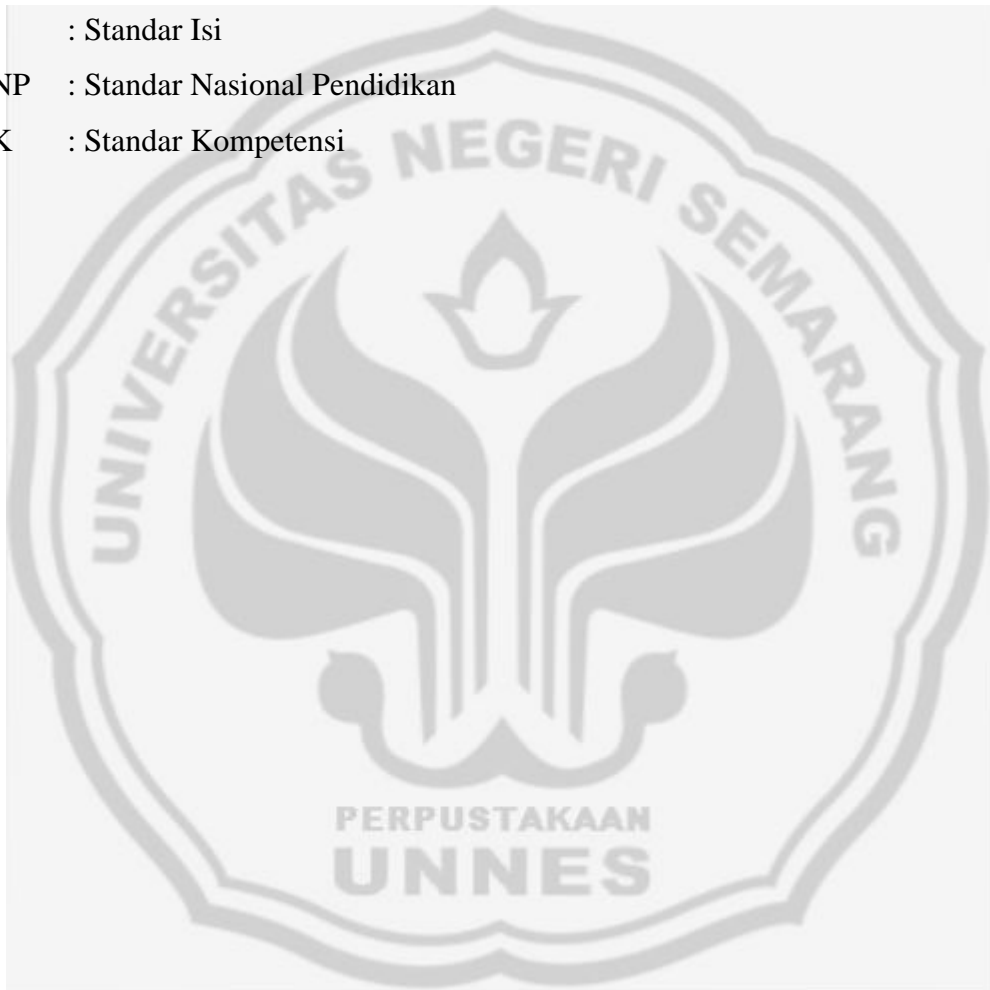 : Standar Isi
NP : Standar Nasional Pendidikan
K : Standar Kompetensi
UNIVERSITAS NEGERI SEMARANG
PERPUSTAKAAN
UNNES